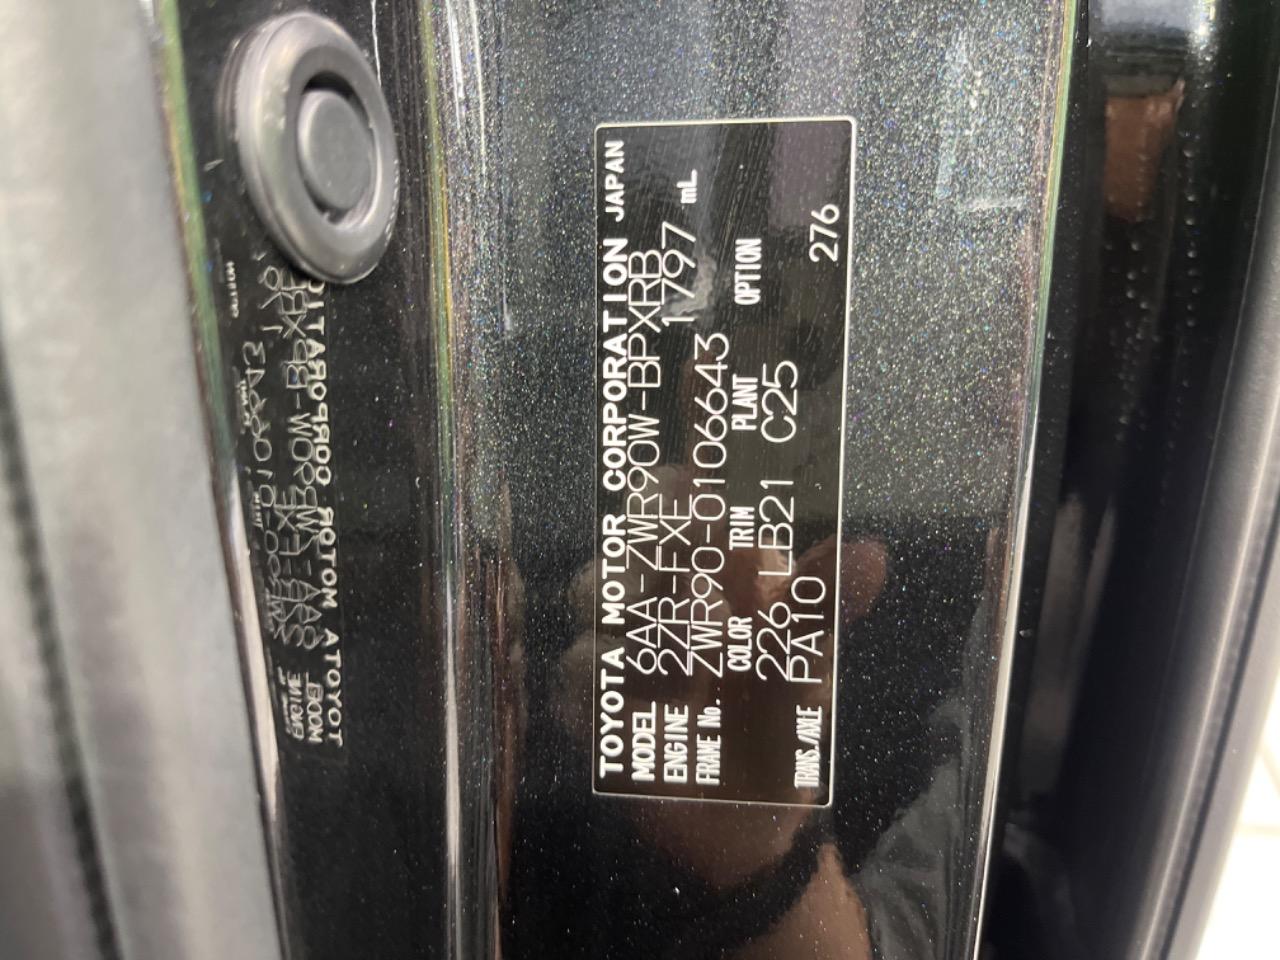 TOYOTA MOTOR CORPORATION JAPAN
MODEL 6AA-ZWR90W-BPXRB
ENGINE 2ZR-FXE 1797 mL
FRAME No. ZWR90-0106643
COLOR TRIM PLANT OPTION
226 LB21 C25
TRANS./AXLE PA10 276